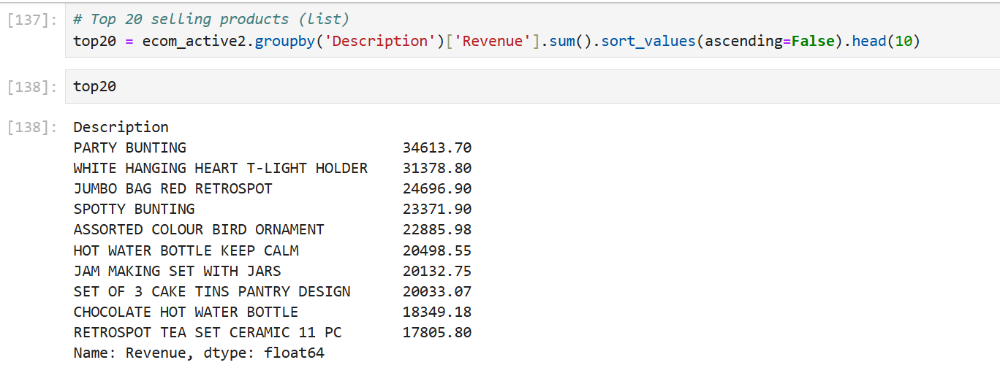 [137]: # Top 20 selling products (list)
top20 = ecom_active2.groupby('Description')['Revenue'].sum().sort_values(ascending=False).head(10)
[138]: top20
[138]: Description
PARTY BUNTING 34613.70
WHITE HANGING HEART T-LIGHT HOLDER 31378.80
JUMBO BAG RED RETROSPOT 24696.90
SPOTTY BUNTING 23371.90
ASSORTED COLOUR BIRD ORNAMENT 22885.98
HOT WATER BOTTLE KEEP CALM 20498.55
JAM MAKING SET WITH JARS 20132.75
SET OF 3 CAKE TINS PANTRY DESIGN 20033.07
CHOCOLATE HOT WATER BOTTLE 18349.18
RETROSPOT TEA SET CERAMIC 11 PC 17805.80
Name: Revenue, dtype: float64